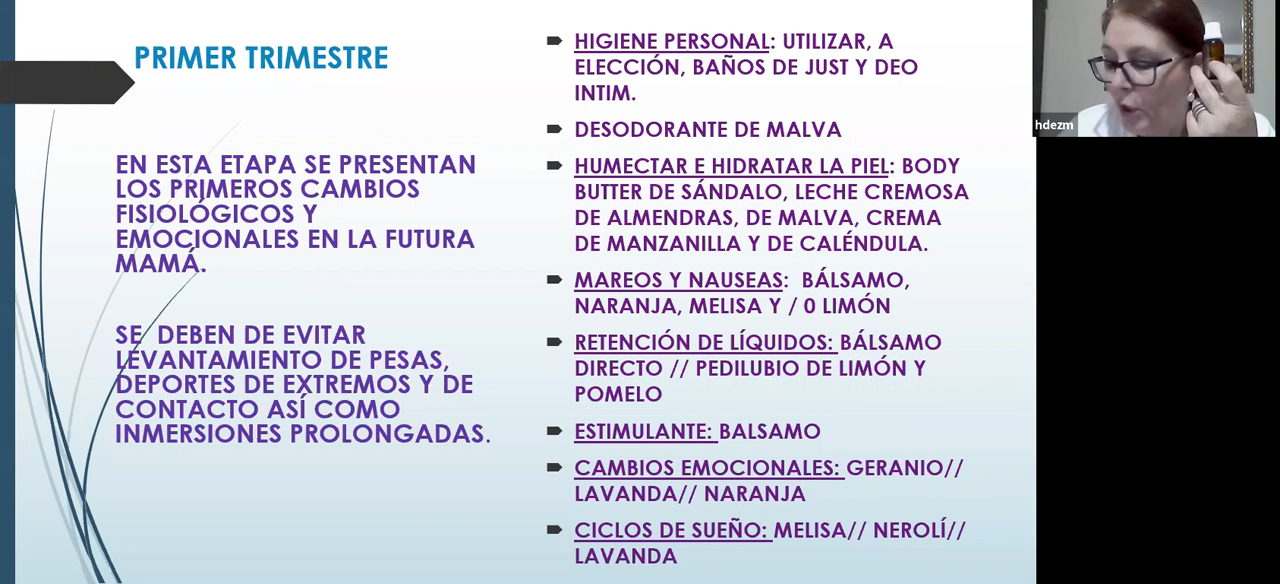 PRIMER TRIMESTRE
EN ESTA ETAPA SE PRESENTAN
LOS PRIMEROS CAMBIOS
FISIOLÓGICOS Y
EMOCIONALES EN LA FUTURA
MAMÁ.
SE DEBEN DE EVITAR
LEVANTAMIENTO DE PESAS,
DEPORTES DE EXTREMOS Y DE
CONTACTO ASÍ COMO
INMERSIONES PROLONGADAS.
HIGIENE PERSONAL: UTILIZAR, A
ELECCIÓN, BAÑOS DE JUST Y DEO
INTIM.
DESODORANTE DE MALVA
HUMECTAR E HIDRATAR LA PIEL: BODY
BUTTER DE SÁNDALO, LECHE CREMOSA
DE ALMENDRAS, DE MALVA, CREMA
DE MANZANILLA Y DE CALÉNDULA.
MAREOS Y NAUSEAS: BÁLSAMO,
NARANJA, MELISA Y / 0 LIMÓN
RETENCIÓN DE LÍQUIDOS: BÁLSAMO
DIRECTO // PEDILUBIO DE LIMÓN Y
POMELO
ESTIMULANTE: BALSAMO
CAMBIOS EMOCIONALES: GERANIO//
LAVANDA// NARANJA
CICLOS DE SUEÑO: MELISA// NEROLÍ//
LAVANDA
hdezm